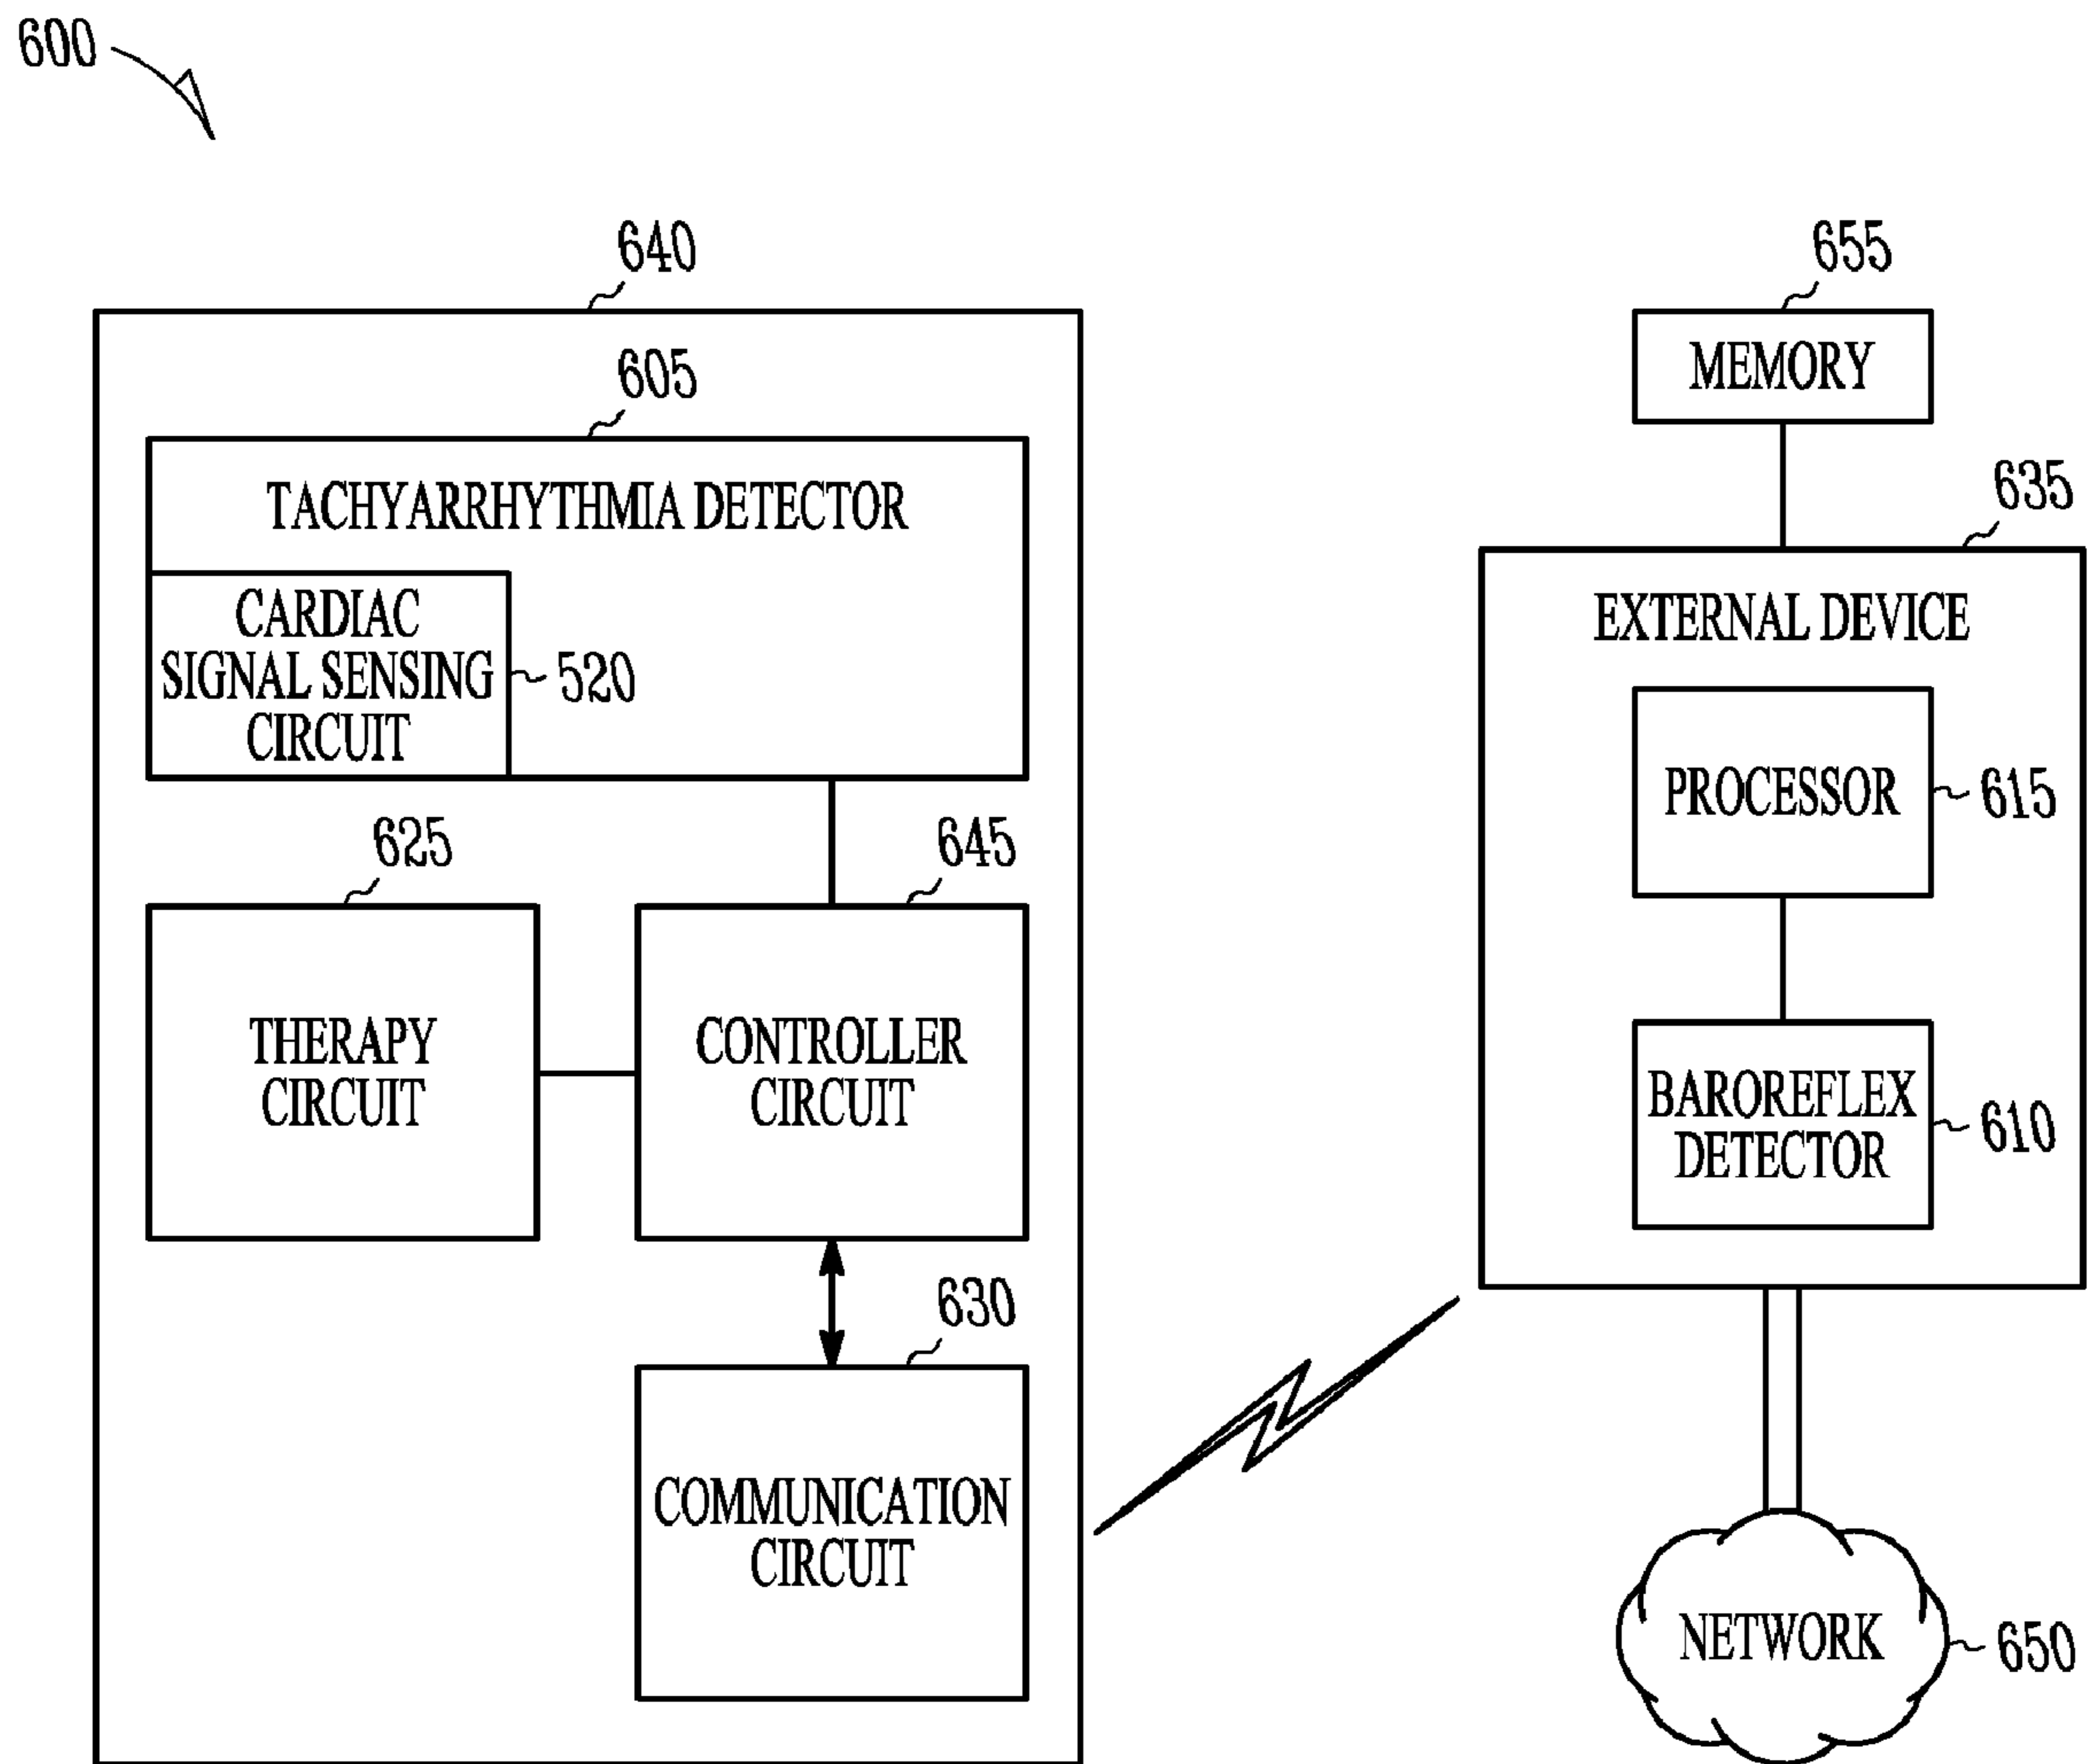 600
640
605
TACHYARRHYTHMIA DETECTOR
CARDIAC
SIGNAL SENSING
CIRCUIT
520
625
THERAPY
CIRCUIT
645
CONTROLLER
CIRCUIT
630
COMMUNICATION
CIRCUIT
655
MEMORY
635
EXTERNAL DEVICE
PROCESSOR
615
BAROREFLEX
DETECTOR
610
NETWORK
650